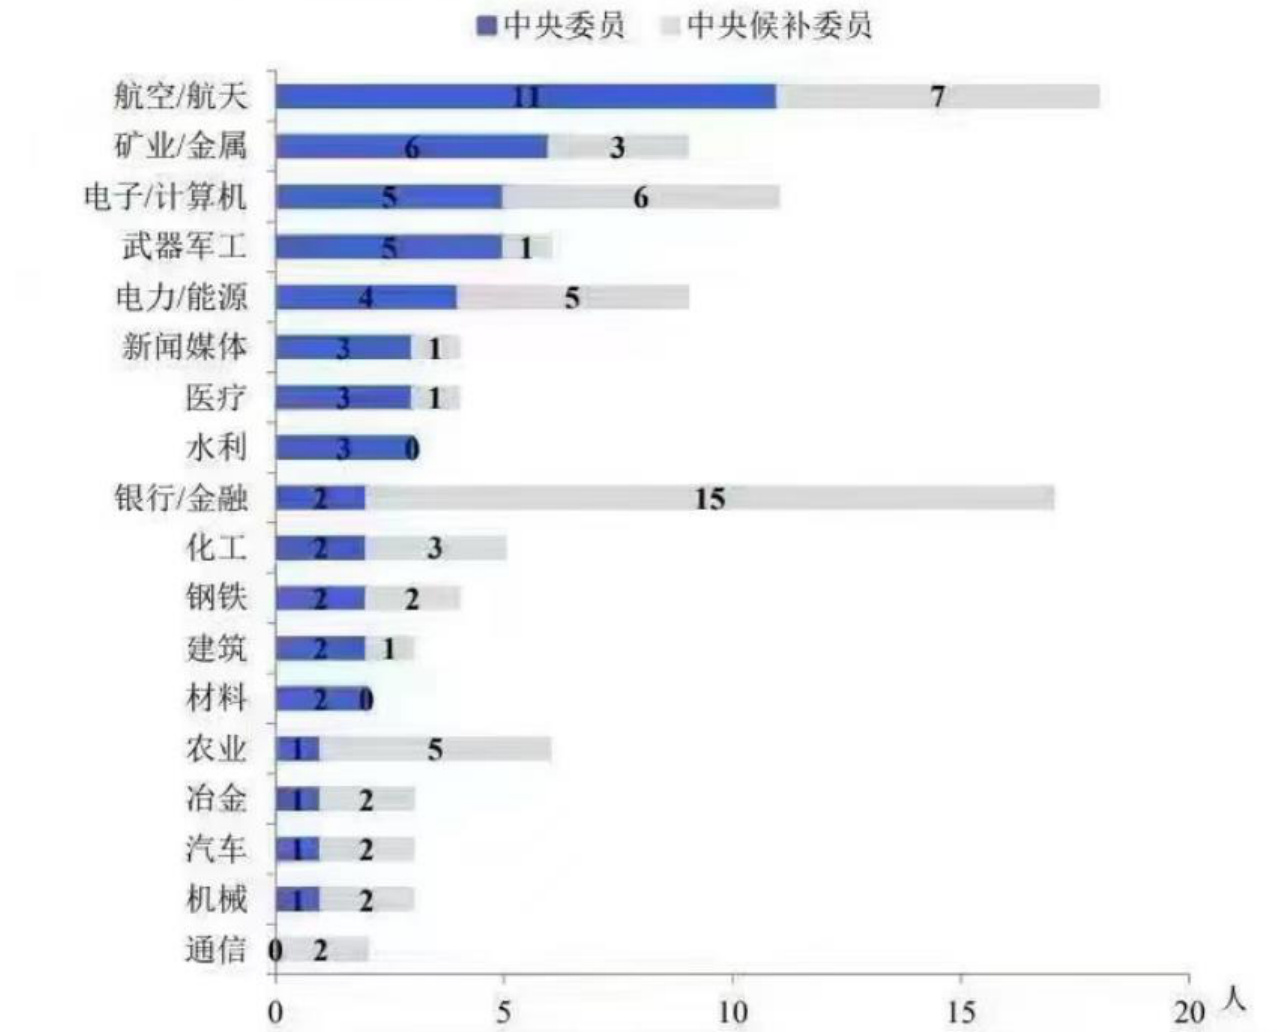 中央委员 中央候补委员
航空/航天 11 7
矿业/金属 6 3
电子/计算机 5 6
武器军工 5 1
电力/能源 4 5
新闻媒体 3 1
医疗 3 1
水利 3 0
银行/金融 2 15
化工 2 3
钢铁 2 2
建筑 2 1
材料 2 0
农业 1 5
冶金 1 2
汽车 1 2
机械 1 2
通信 0 2
0 5 10 15 20 人